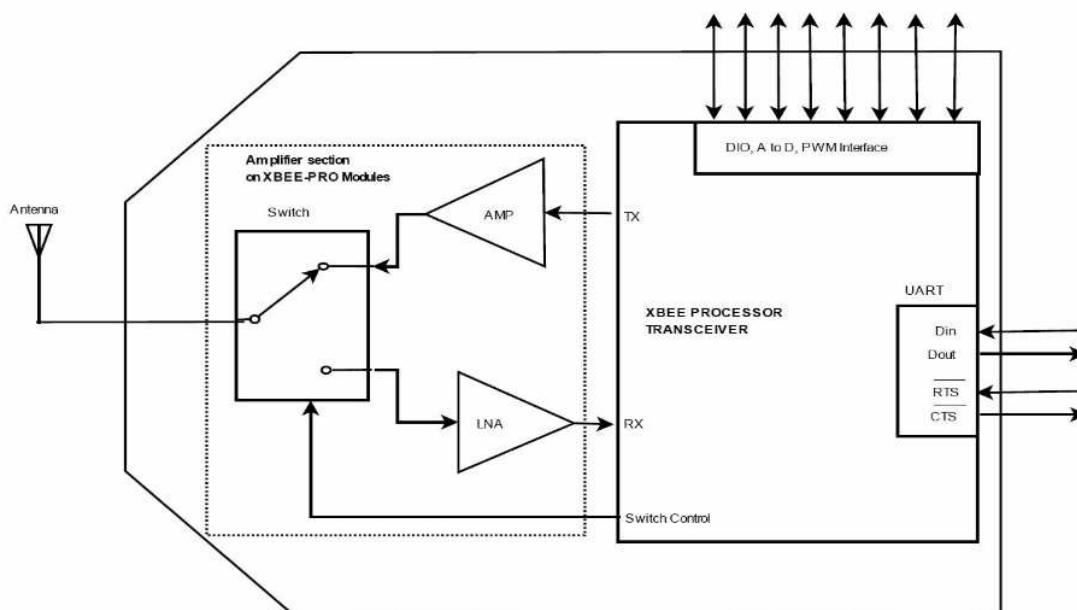 DIO, A to D, PWM Interface
Amplifier section
on XBEE-PRO Modules
Antenna
Switch
AMP
TX
UART
XBEE PROCESSOR
TRANSCEIVER
Din
Dout
RTS
CTS
LNA
RX
Switch Control